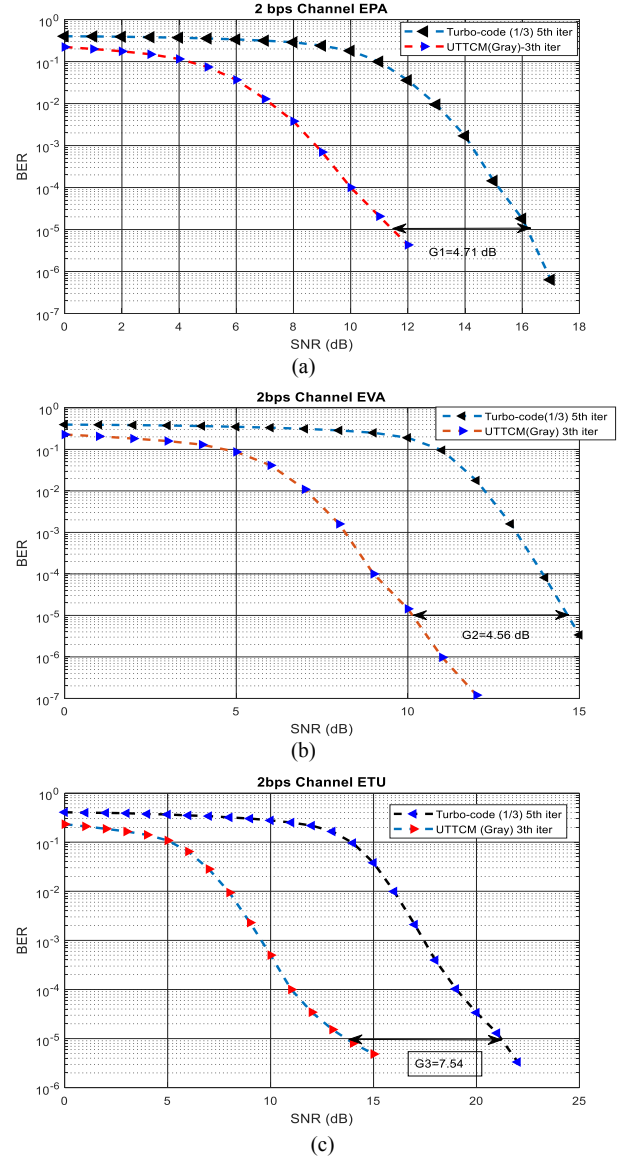 2 bps Channel EPA
Turbo-code (1/3) 5th iter
UTTCM(Gray)-3th iter
10^0
10^-1
10^-2
10^-3
10^-4
10^-5
10^-6
10^-7
BER
G1=4.71 dB
0 2 4 6 8 10 12 14 16 18
SNR (dB)
(a)
2bps Channel EVA
Turbo-code(1/3) 5th iter
UTTCM(Gray) 3th iter
10^0
10^-1
10^-2
10^-3
10^-4
10^-5
10^-6
10^-7
BER
G2=4.56 dB
0 5 10 15
SNR (dB)
(b)
2bps Channel ETU
Turbo-code (1/3) 5th iter
UTTCM (Gray) 3th iter
10^0
10^-1
10^-2
10^-3
10^-4
10^-5
10^-6
BER
G3=7.54
0 5 10 15 20 25
SNR (dB)
(c)